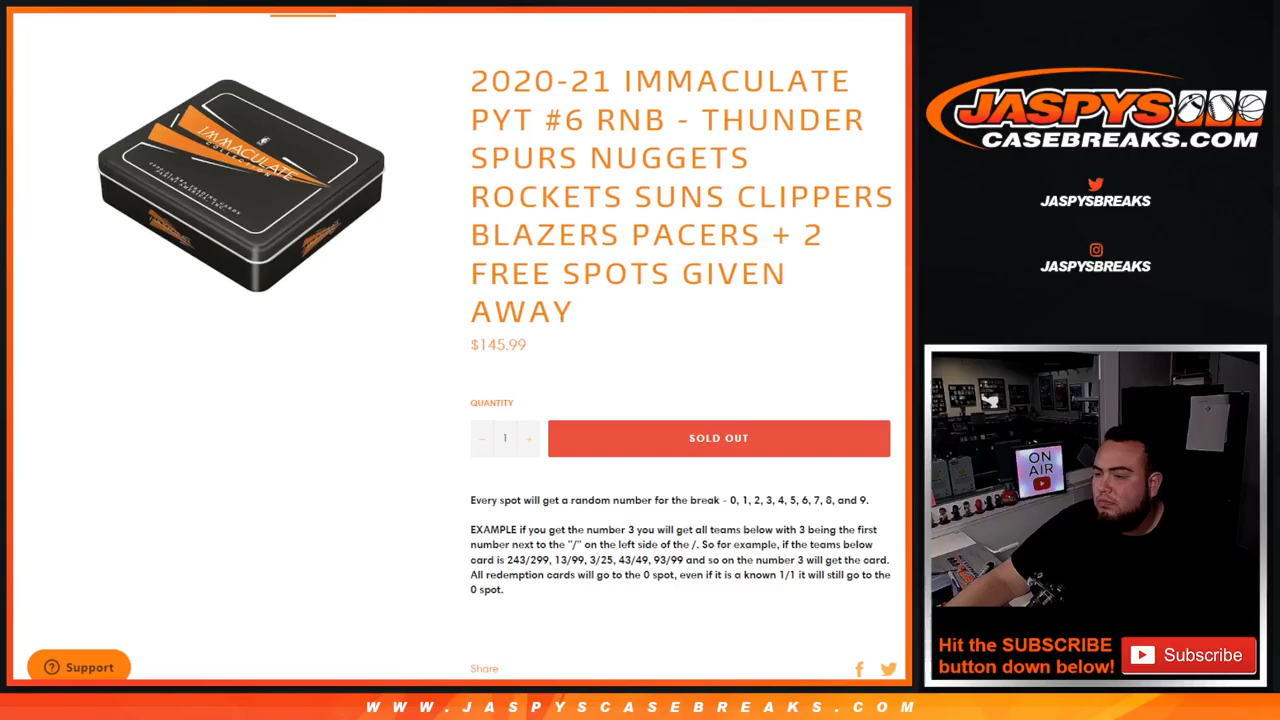 2020-21 IMMACULATE
PYT #6 RNB - THUNDER
SPURS NUGGETS
ROCKETS SUNS CLIPPERS
BLAZERS PACERS + 2
FREE SPOTS GIVEN
AWAY
$145.99
QUANTITY
− 1 +
SOLD OUT
Every spot will get a random number for the break - 0, 1, 2, 3, 4, 5, 6, 7, 8, and 9.
EXAMPLE if you get the number 3 you will get all teams below with 3 being the first
number next to the "/" on the left side of the /. So for example, if the teams below
card is 243/299, 13/99, 3/25, 43/49, 93/99 and so on the number 3 will get the card.
All redemption cards will go to the 0 spot, even if it is a known 1/1 it will still go to the
0 spot.
Share
Support
IMMACULATE
COLLECTION
JASPYS
CASEBREAKS.COM
JASPYSBREAKS
JASPYSBREAKS
ON
AIR
Hit the SUBSCRIBE
button down below!
Subscribe
WWW.JASPYSCASEBREAKS.COM